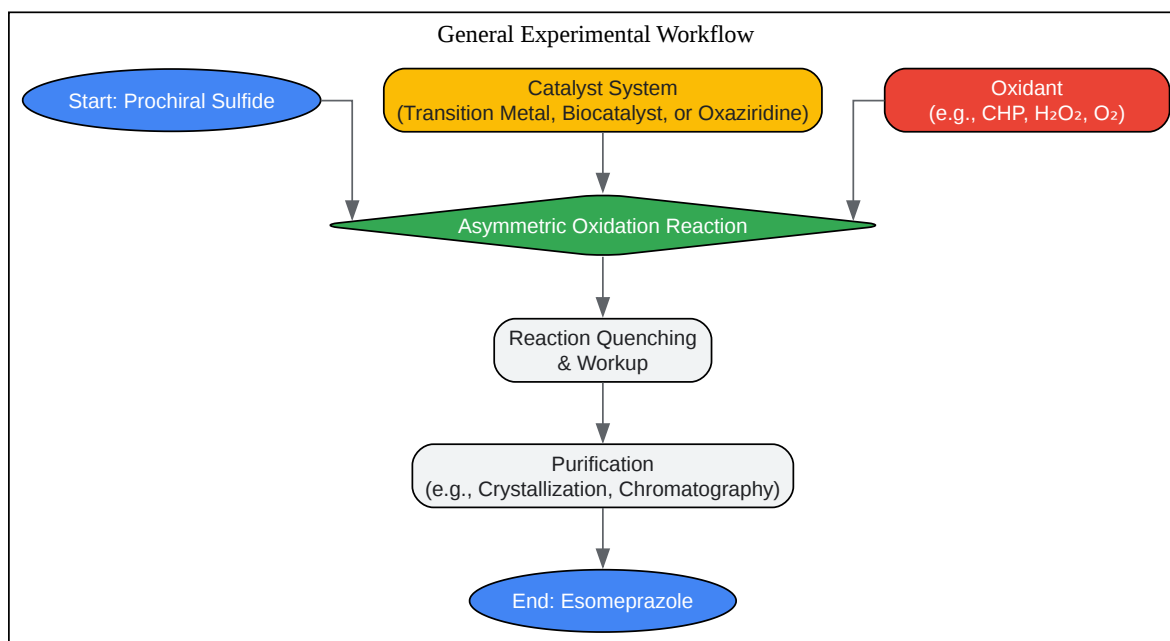 General Experimental Workflow
Start: Prochiral Sulfide
Catalyst System
(Transition Metal, Biocatalyst, or Oxaziridine)
Oxidant
(e.g., CHP, H₂O₂, O₂)
Asymmetric Oxidation Reaction
Reaction Quenching
& Workup
Purification
(e.g., Crystallization, Chromatography)
End: Esomeprazole